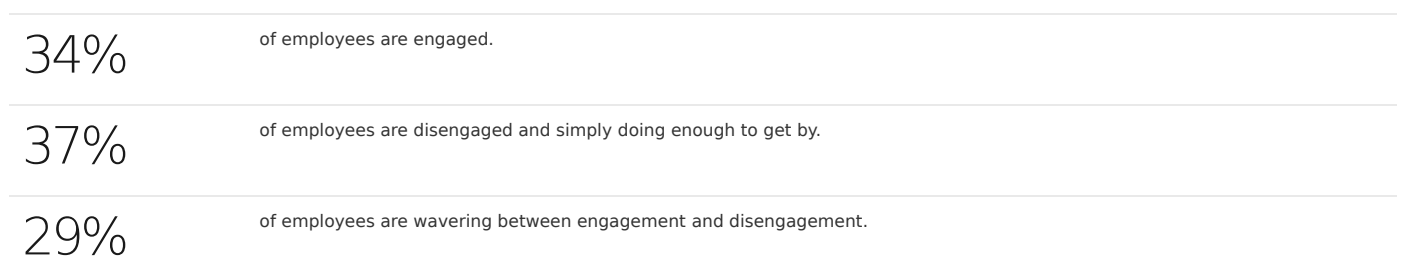 34% of employees are engaged.
37% of employees are disengaged and simply doing enough to get by.
29% of employees are wavering between engagement and disengagement.